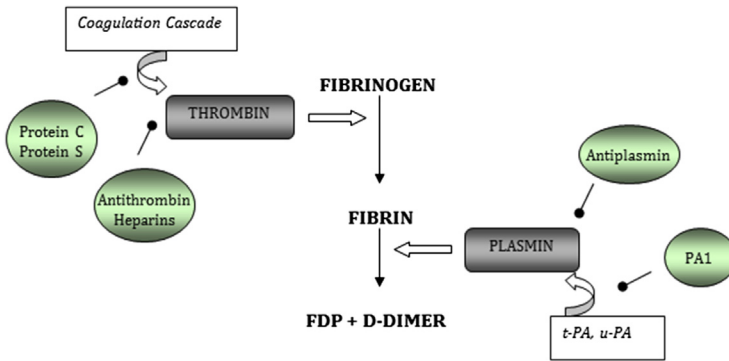 Coagulation Cascade
FIBRINOGEN
THROMBIN
Protein C
Protein S
Antiplasmin
Antithrombin
Heparins
FIBRIN
PLASMIN
PA1
FDP + D-DIMER
t-PA, u-PA